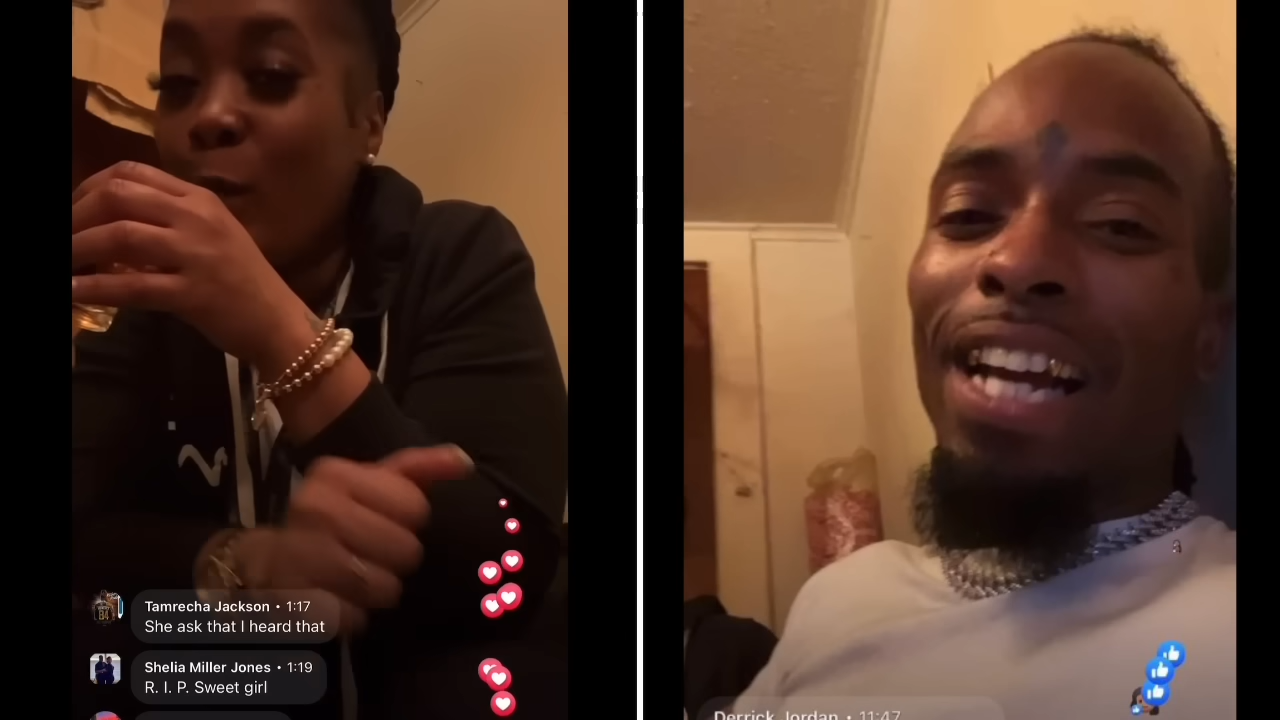 Tamrecha Jackson • 1:17
She ask that I heard that
Shelia Miller Jones • 1:19
R. I. P. Sweet girl
Derrick Jordan • 11:47